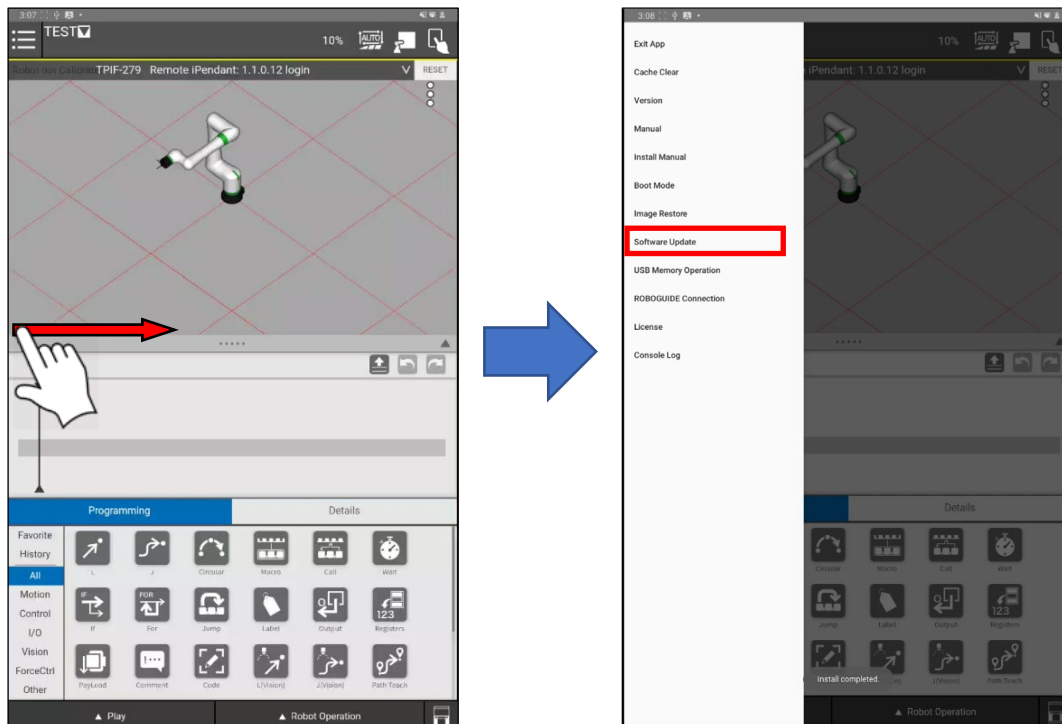 3:07
TEST
10%
AUTO
TPIF-279 Remote iPendant: 1.1.0.12 login
RESET
Programming
Details
Favorite
History
All
Motion
Control
I/O
Vision
ForceCtrl
Other
L
J
Circular
Macro
Call
Wait
IF
FOR
123
If
For
Jump
Label
Output
Registers
PayLoad
Comment
Code
L(Vision)
J(Vision)
Path Teach
▲ Play
▲ Robot Operation
3:08
Exit App
Cache Clear
Version
Manual
Install Manual
Boot Mode
Image Restore
Software Update
USB Memory Operation
ROBOGUIDE Connection
License
Console Log
10%
AUTO
iPendant: 1.1.0.12 login
RESET
Details
Circular
Macro
Call
Wait
123
Jump
Label
Output
Registers
J(Vision)
Path Teach
Install completed.
▲ Robot Operation